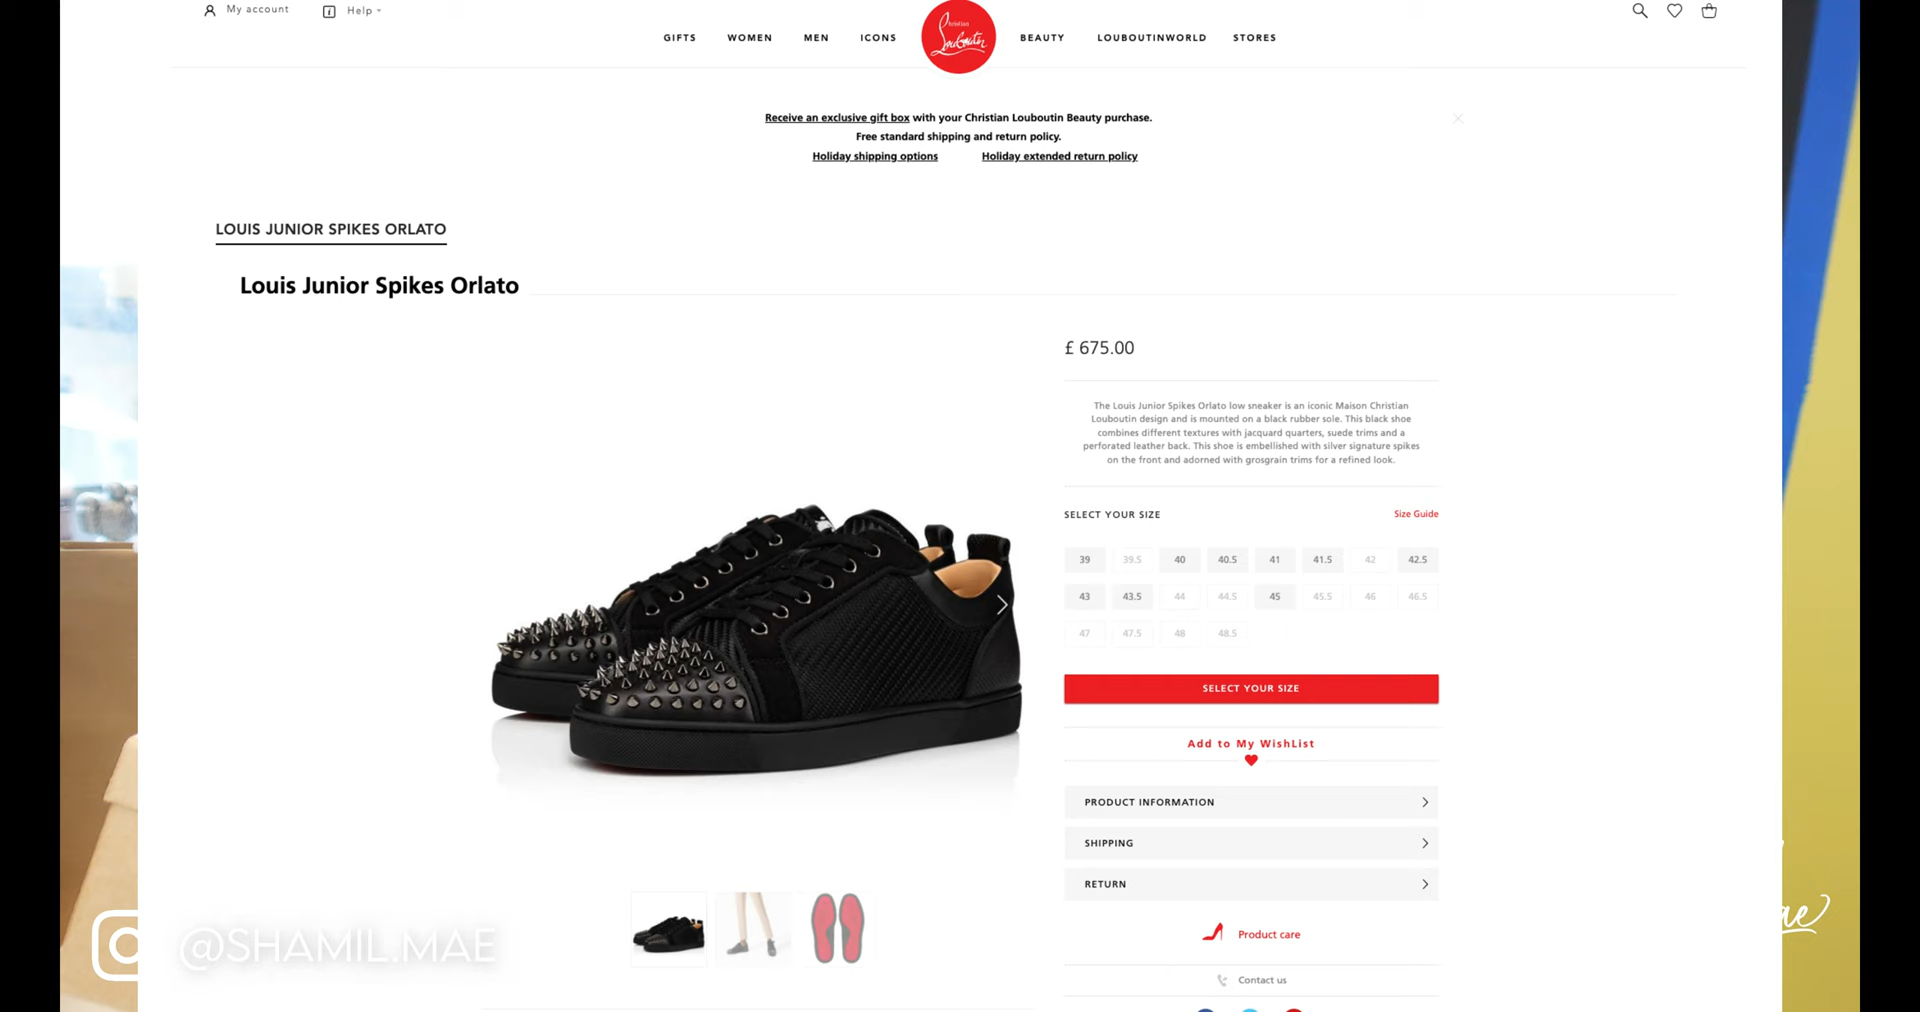 My account
Help
GIFTS
WOMEN
MEN
ICONS
Christian
Louboutin
BEAUTY
LOUBOUTINWORLD
STORES
Receive an exclusive gift box with your Christian Louboutin Beauty purchase.
Free standard shipping and return policy.
Holiday shipping options
Holiday extended return policy
LOUIS JUNIOR SPIKES ORLATO
Louis Junior Spikes Orlato
£ 675.00
The Louis Junior Spikes Orlato low sneaker is an iconic Maison Christian
Louboutin design and is mounted on a black rubber sole. This black shoe
combines different textures with jacquard quarters, suede trims and a
perforated leather back. This shoe is embellished with silver signature spikes
on the front and adorned with grosgrain trims for a refined look.
SELECT YOUR SIZE
Size Guide
39 39.5 40 40.5 41 41.5 42 42.5
43 43.5 44 44.5 45 45.5 46 46.5
47 47.5 48 48.5
SELECT YOUR SIZE
Add to My WishList
PRODUCT INFORMATION
SHIPPING
RETURN
Product care
Contact us
@SHAMIL.MAE
ae